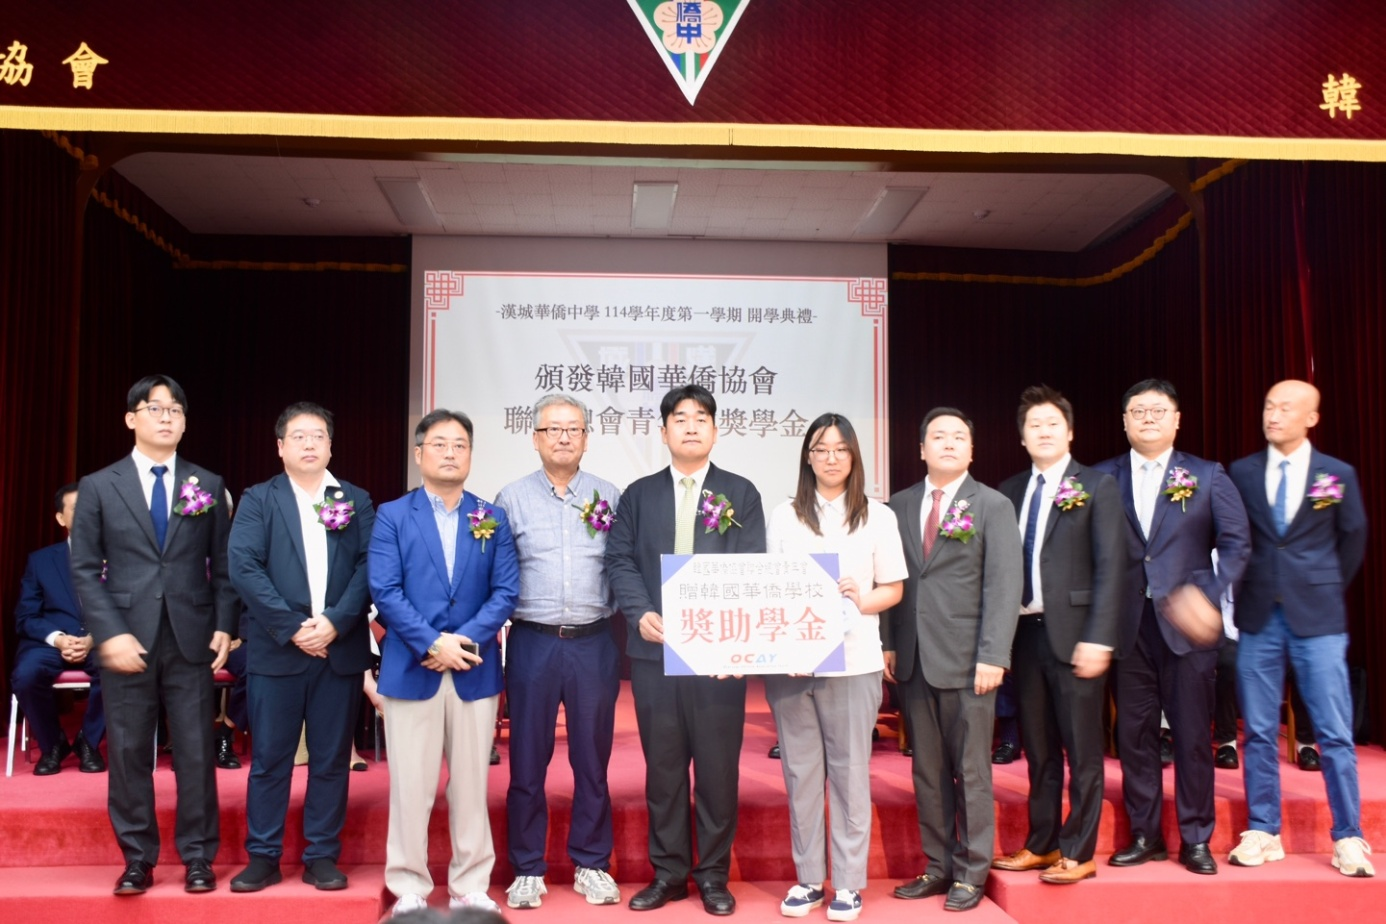 協會
韓
僑中
-漢城華僑中學 114學年度第一學期 開學典禮-
頒發韓國華僑協會
聯 總會青 獎學金
贈韓國華僑學校
獎助學金
OCAY